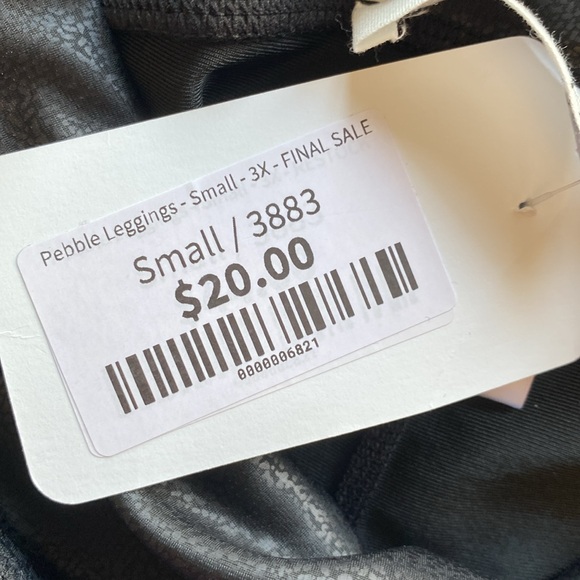 Pebble Leggings - Small - 3X - FINAL SALE
Small / 3883
$20.00
0000006821